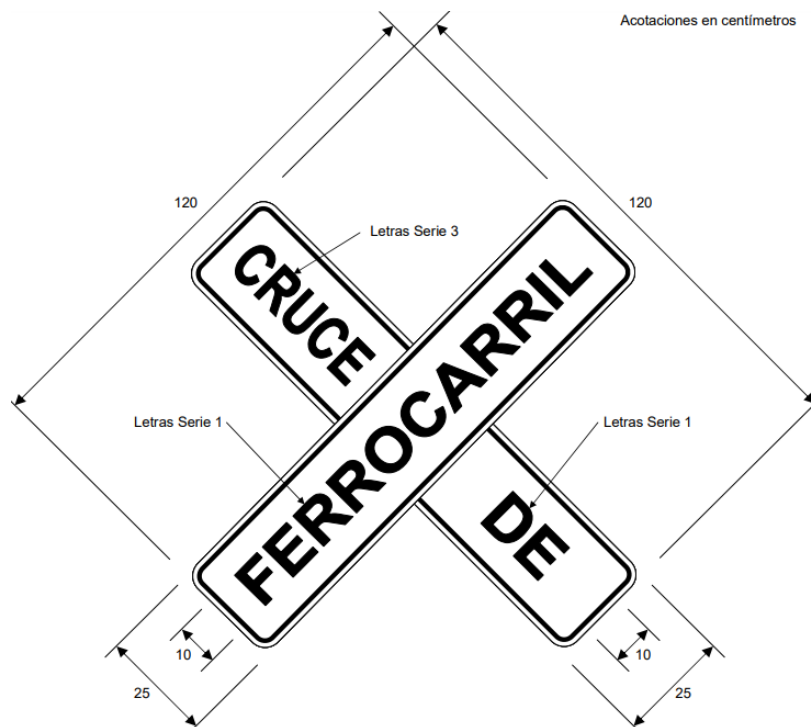 Acotaciones en centímetros
120
120
Letras Serie 3
CRUCE
FERROCARRIL
Letras Serie 1
Letras Serie 1
DE
10
10
25
25